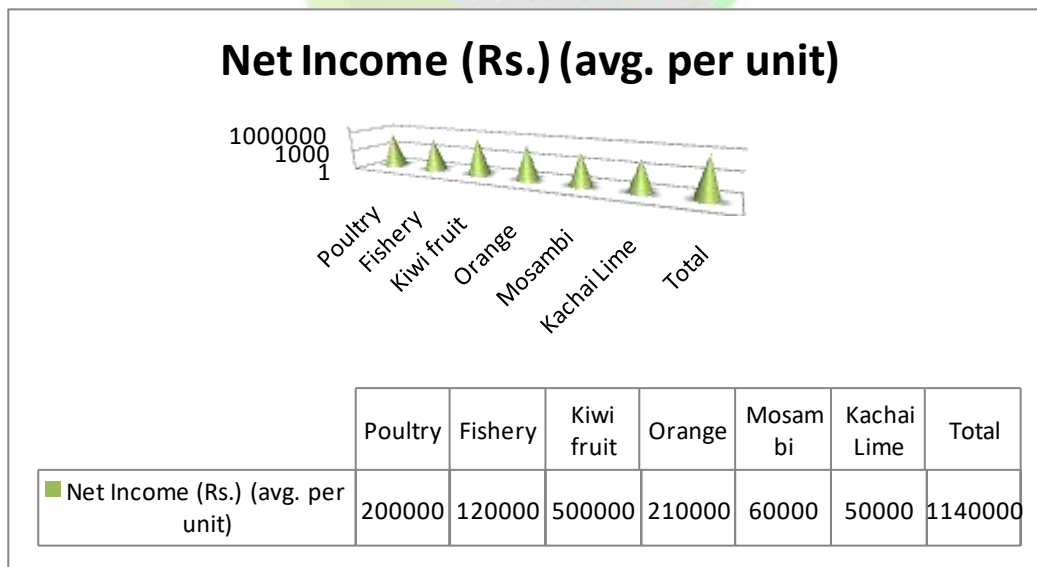 Net Income (Rs.) (avg. per unit)
1000000
1000
1
Poultry
Fishery
Kiwi fruit
Orange
Mosambi
Kachai Lime
Total
Poultry Fishery Kiwi fruit Orange Mosam bi Kachai Lime Total
Net Income (Rs.) (avg. per unit) 200000 120000 500000 210000 60000 50000 1140000